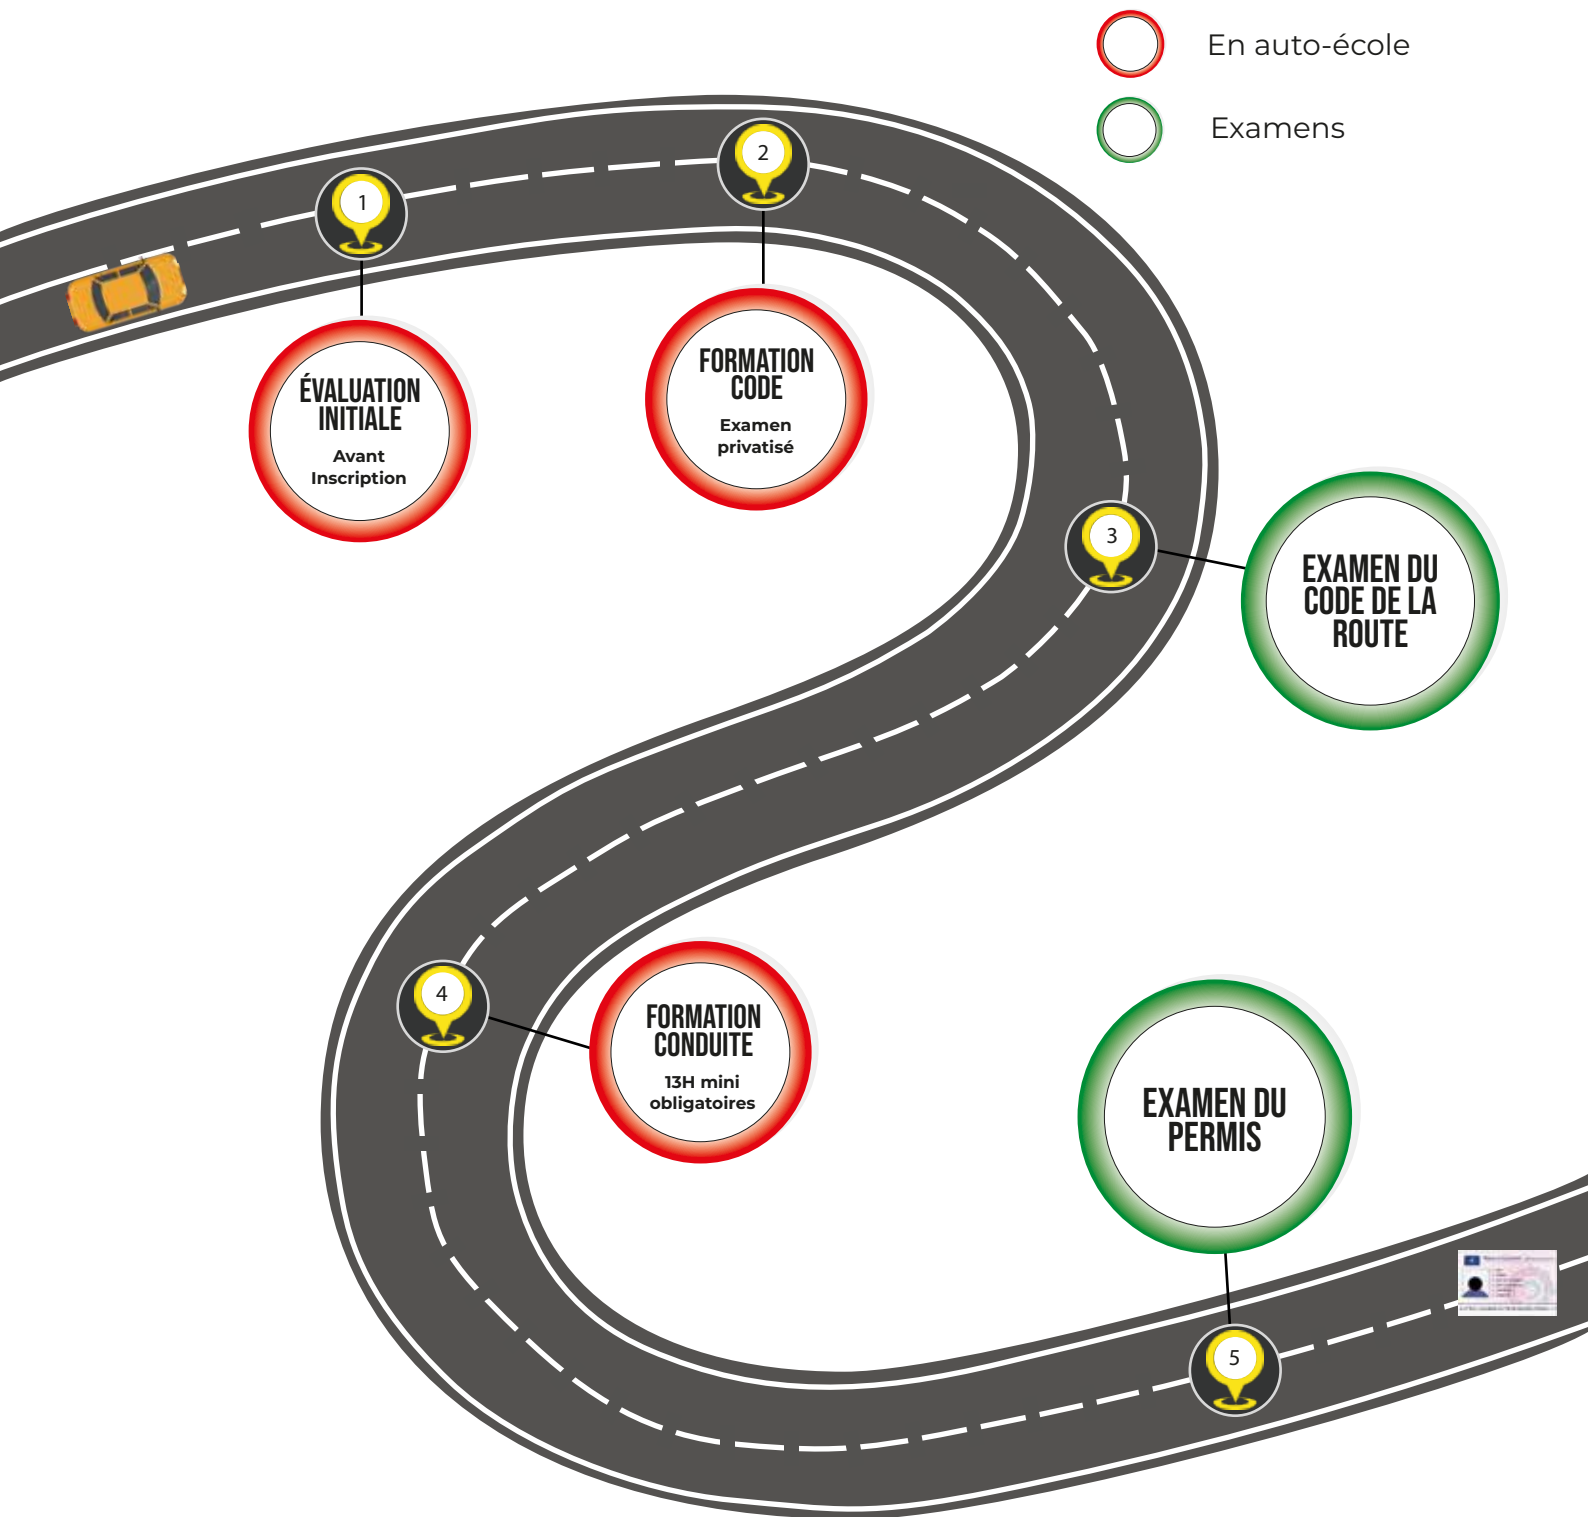 En auto-école
Examens
1
2
ÉVALUATION
INITIALE
Avant
Inscription
FORMATION
CODE
Examen
privatisé
3
EXAMEN DU
CODE DE LA
ROUTE
4
FORMATION
CONDUITE
13H mini
obligatoires
EXAMEN DU
PERMIS
5